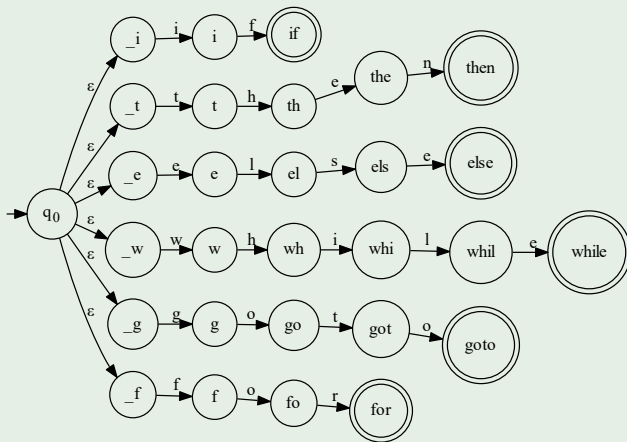 _i i i f if
ε _t t t h th e the n then
ε _e e e l el s els e else
q0 ε _w w w h wh i whi l whil e while
ε _g g g o go t got o goto
ε _f f f o fo r for
ε